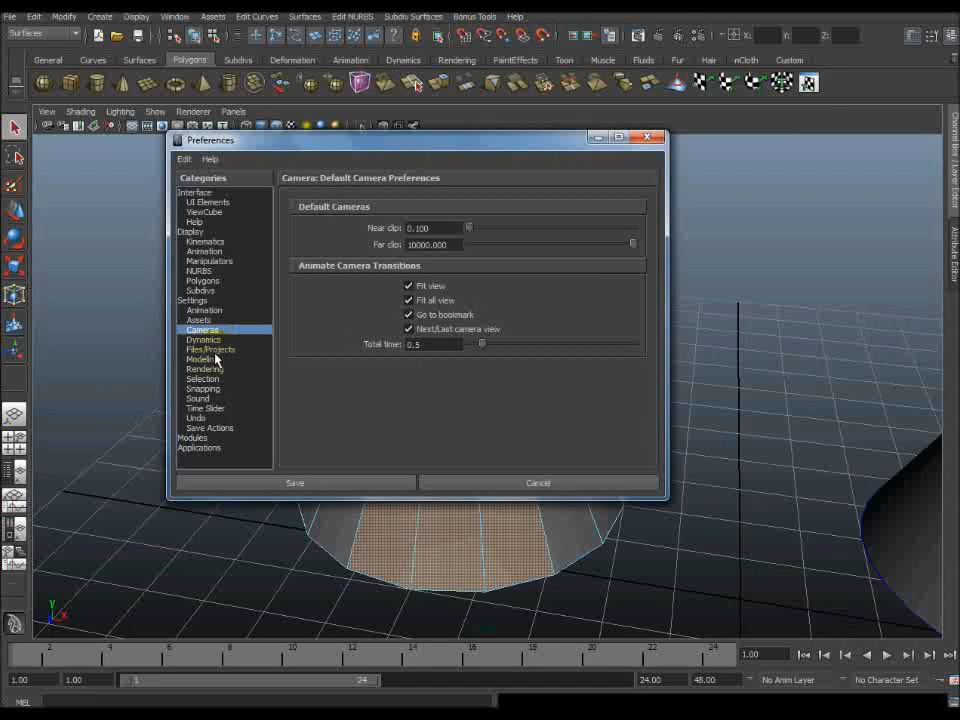 File Edit Modify Create Display Window Assets Edit Curves Surfaces Edit NURBS Subdiv Surfaces Bonus Tools Help
Surfaces X: Y: Z:
General Curves Surfaces Polygons Subdivs Deformation Animation Dynamics Rendering PaintEffects Toon Muscle Fluids Fur Hair nCloth Custom
View Shading Lighting Show Renderer Panels
Channel Box / Layer Editor
Attribute Editor
Preferences
Edit Help
Categories
Interface
UI Elements
ViewCube
Help
Display
Kinematics
Animation
Manipulators
NURBS
Polygons
Subdivs
Settings
Animation
Assets
Cameras
Dynamics
Files/Projects
Modeling
Rendering
Selection
Snapping
Sound
Time Slider
Undo
Save Actions
Modules
Applications
Camera: Default Camera Preferences
Default Cameras
Near clip: 0.100
Far clip: 10000.000
Animate Camera Transitions
Fit view
Fit all view
Go to bookmark
Next/Last camera view
Total time: 0.5
Save Cancel
y
x
z
2 4 6 8 10 12 14 16 18 20 22 24 1.00
1.00 1.00 1 24 24.00 48.00 No Anim Layer No Character Set
MEL